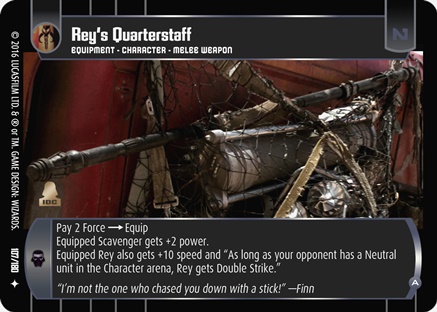 Rey's Quarterstaff
EQUIPMENT - CHARACTER - MELEE WEAPON
N
© 2016 LUCASFILM LTD. & ® or TM. GAME DESIGN: WIZARDS.
IDC
Pay 2 Force → Equip
Equipped Scavenger gets +2 power.
Equipped Rey also gets +10 speed and “As long as your opponent has a Neutral
unit in the Character arena, Rey gets Double Strike.”
“I'm not the one who chased you down with a stick!” —Finn
107/180
A